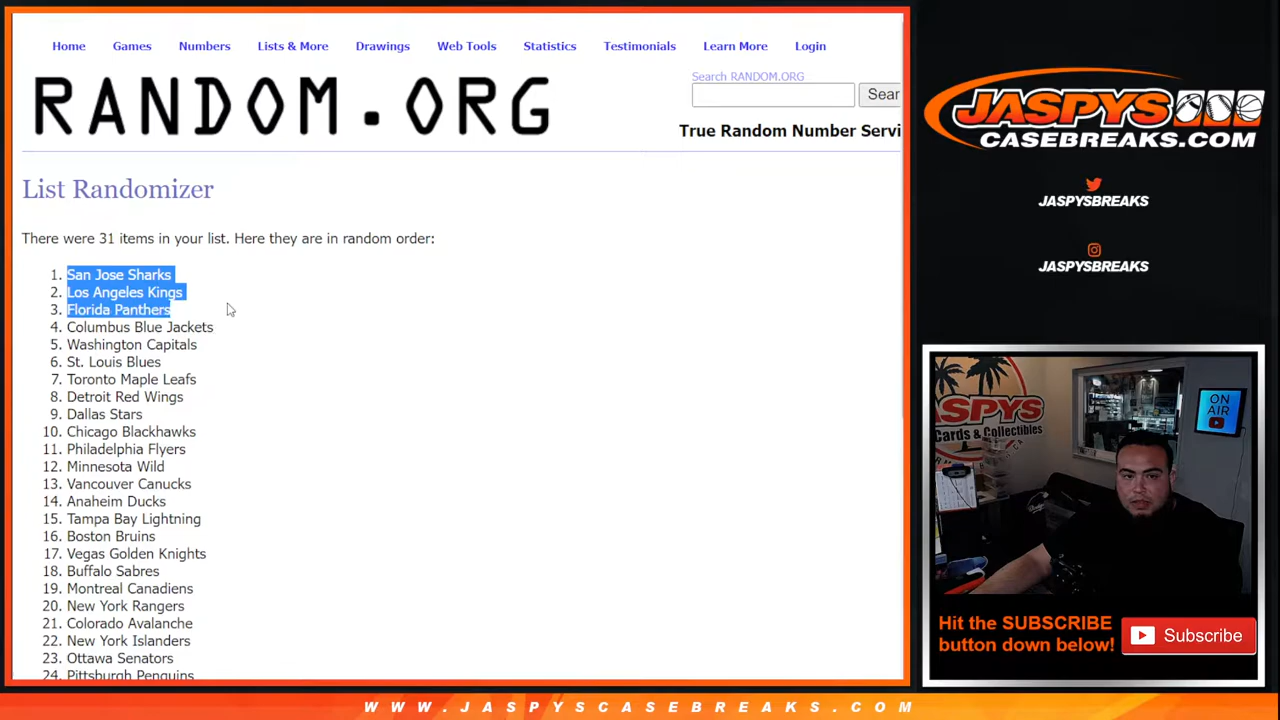 Home Games Numbers Lists & More Drawings Web Tools Statistics Testimonials Learn More Login
RANDOM.ORG
Search RANDOM.ORG
Sear
True Random Number Servi
List Randomizer
There were 31 items in your list. Here they are in random order:
1. San Jose Sharks
2. Los Angeles Kings
3. Florida Panthers
4. Columbus Blue Jackets
5. Washington Capitals
6. St. Louis Blues
7. Toronto Maple Leafs
8. Detroit Red Wings
9. Dallas Stars
10. Chicago Blackhawks
11. Philadelphia Flyers
12. Minnesota Wild
13. Vancouver Canucks
14. Anaheim Ducks
15. Tampa Bay Lightning
16. Boston Bruins
17. Vegas Golden Knights
18. Buffalo Sabres
19. Montreal Canadiens
20. New York Rangers
21. Colorado Avalanche
22. New York Islanders
23. Ottawa Senators
24. Pittsburgh Penguins
JASPYS
CASEBREAKS.COM
JASPYSBREAKS
JASPYSBREAKS
ASPYS
Cards & Collectibles
ON
AIR
Hit the SUBSCRIBE
button down below!
Subscribe
WWW.JASPYSCASEBREAKS.COM